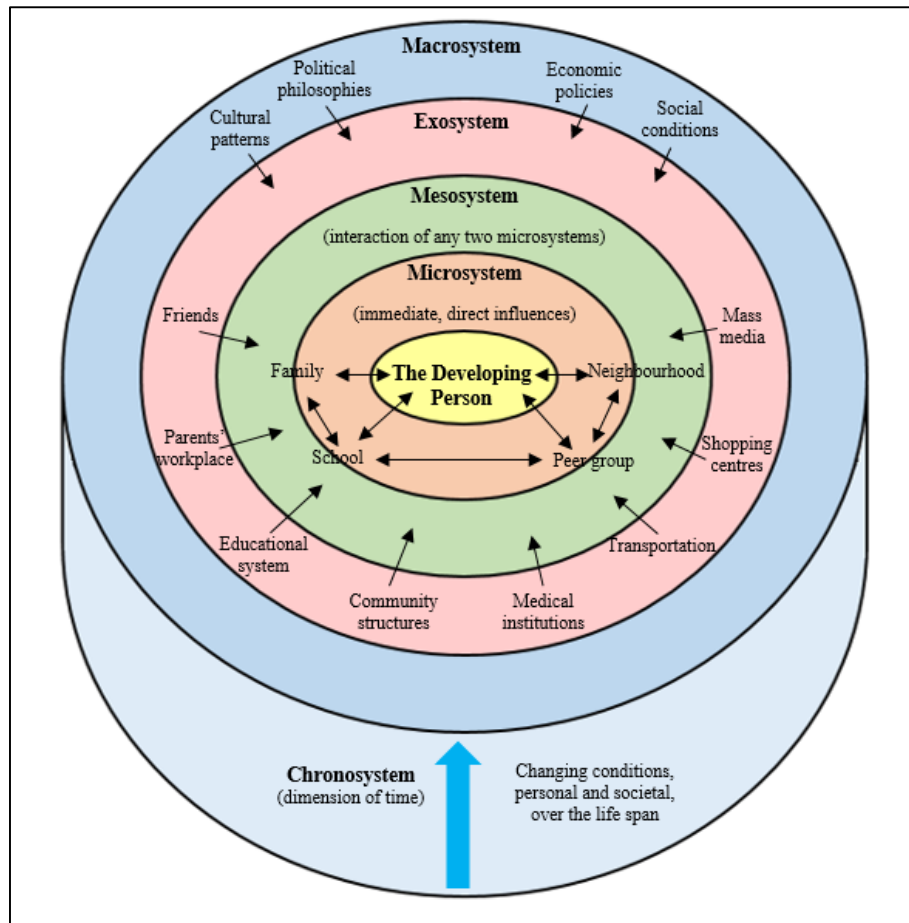 Macrosystem
Political
philosophies
Economic
policies
Cultural
patterns
Social
conditions
Exosystem
Mesosystem
(interaction of any two microsystems)
Microsystem
(immediate, direct influences)
Friends
Mass
media
Family
The Developing
Person
Neighbourhood
Parents’
workplace
School
Peer group
Shopping
centres
Educational
system
Transportation
Community
structures
Medical
institutions
Chronosystem
(dimension of time)
Changing conditions,
personal and societal,
over the life span